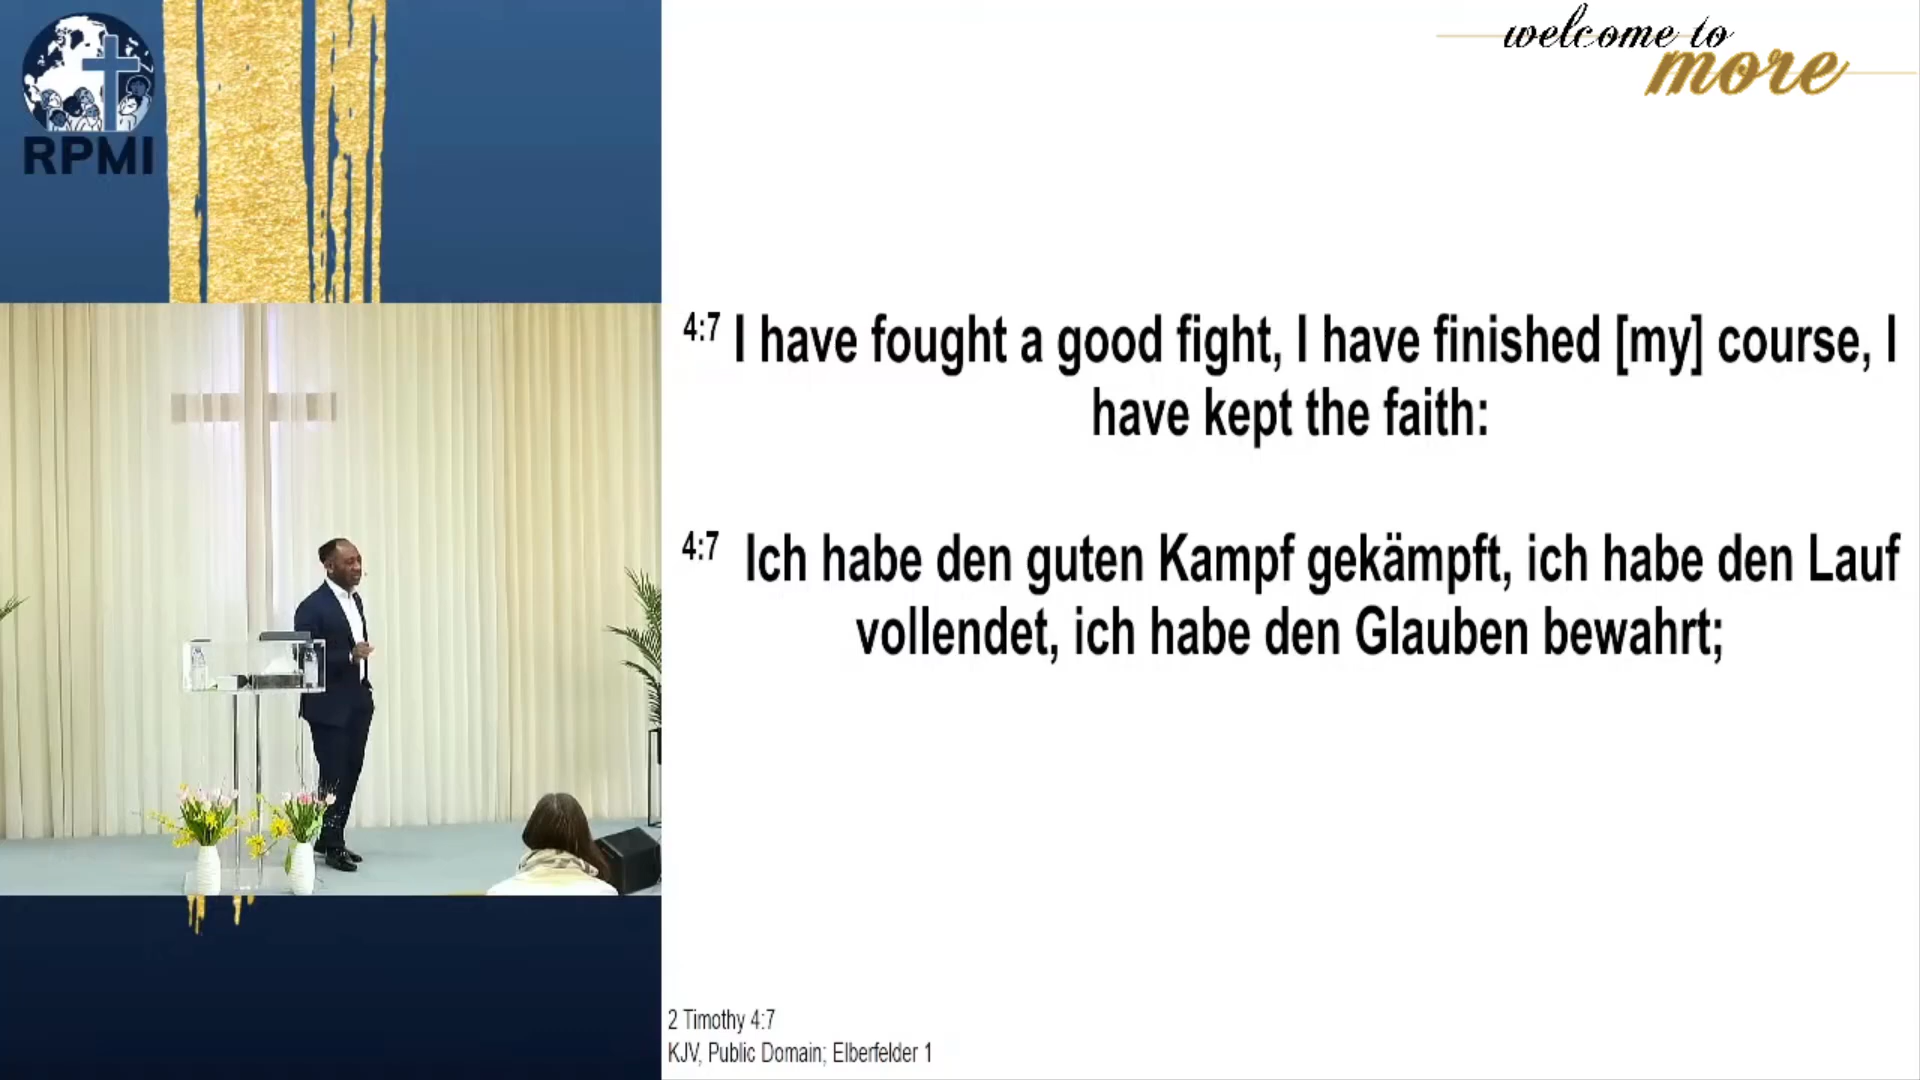 RPMI
welcome to
more
4:7 I have fought a good fight, I have finished [my] course, I
have kept the faith:
4:7 Ich habe den guten Kampf gekämpft, ich habe den Lauf
vollendet, ich habe den Glauben bewahrt;
2 Timothy 4:7
KJV, Public Domain; Elberfelder 1